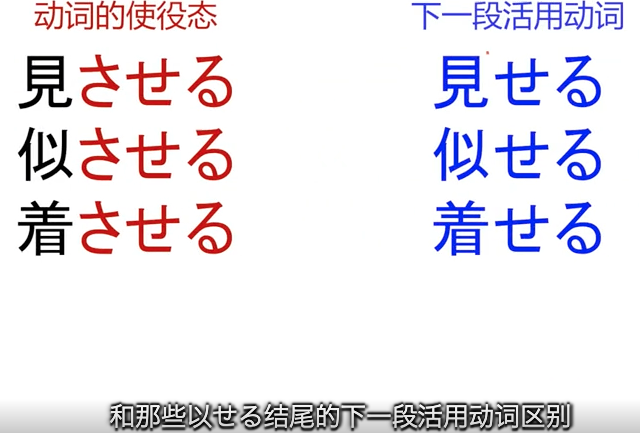 动词的使役态 下一段活用动词
見させる 見せる
似させる 似せる
着させる 着せる
和那些以せる结尾的下一段活用动词区别